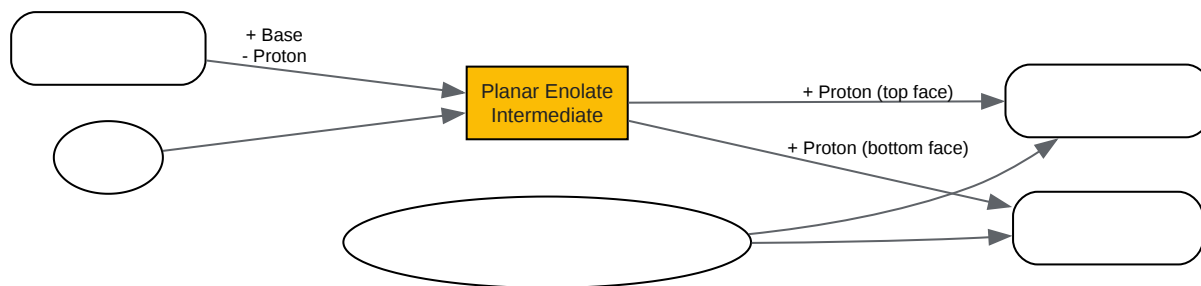 + Base
- Proton
Planar Enolate
Intermediate
+ Proton (top face)
+ Proton (bottom face)